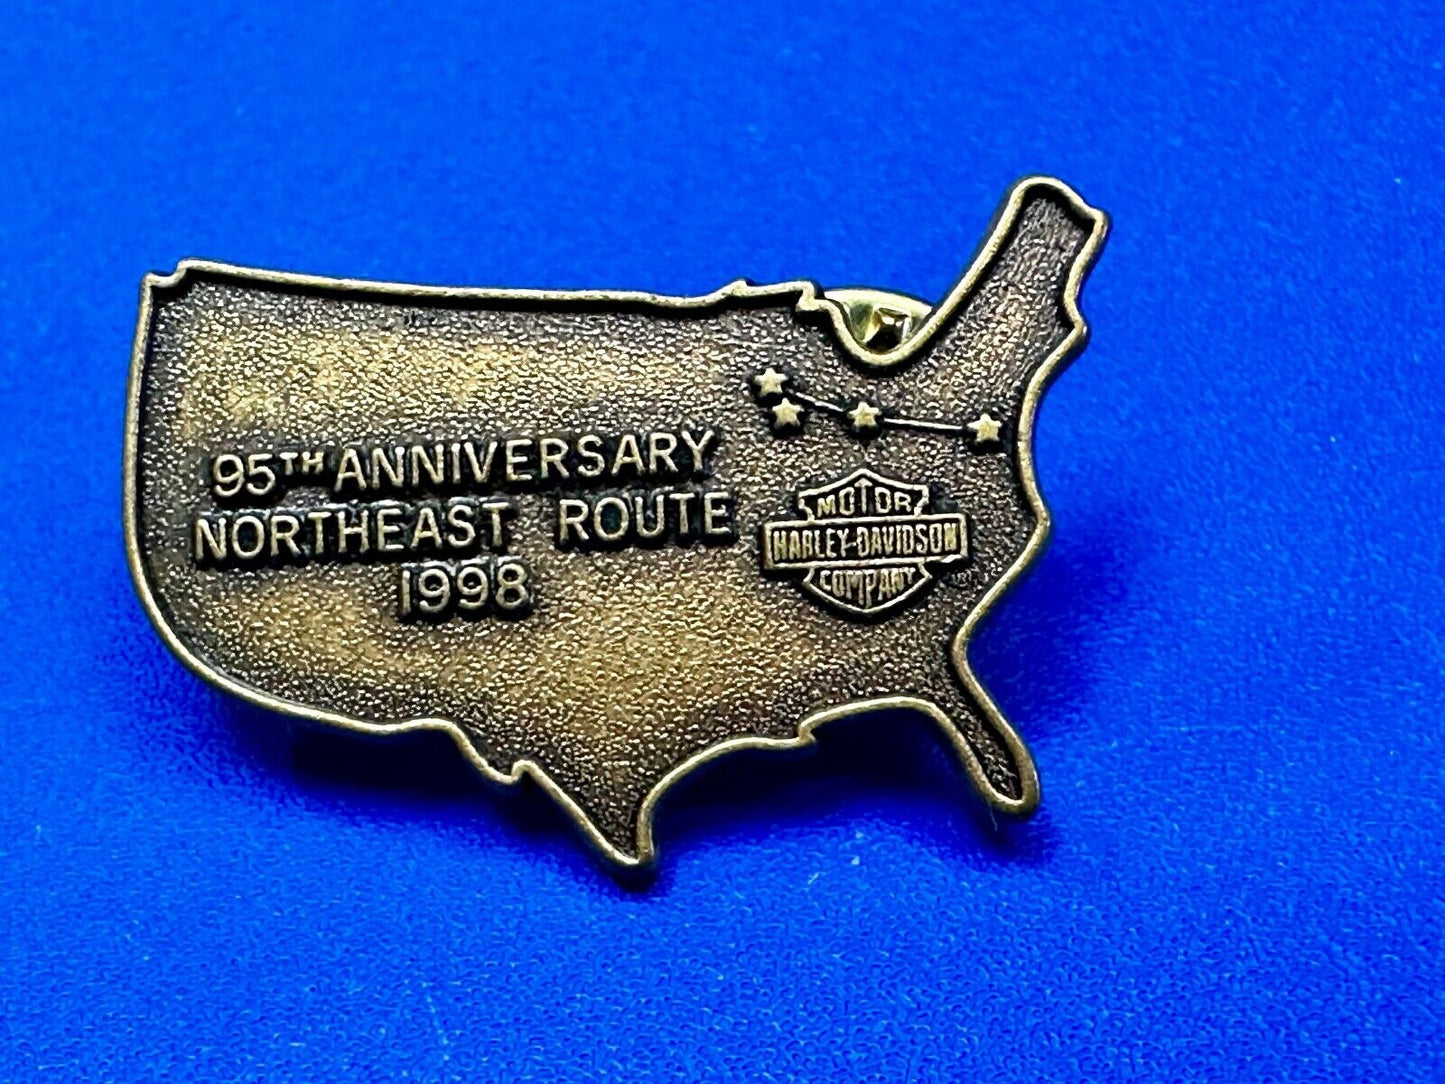 95TH ANNIVERSARY
NORTHEAST ROUTE
1998
MOTOR
HARLEY-DAVIDSON
COMPANY